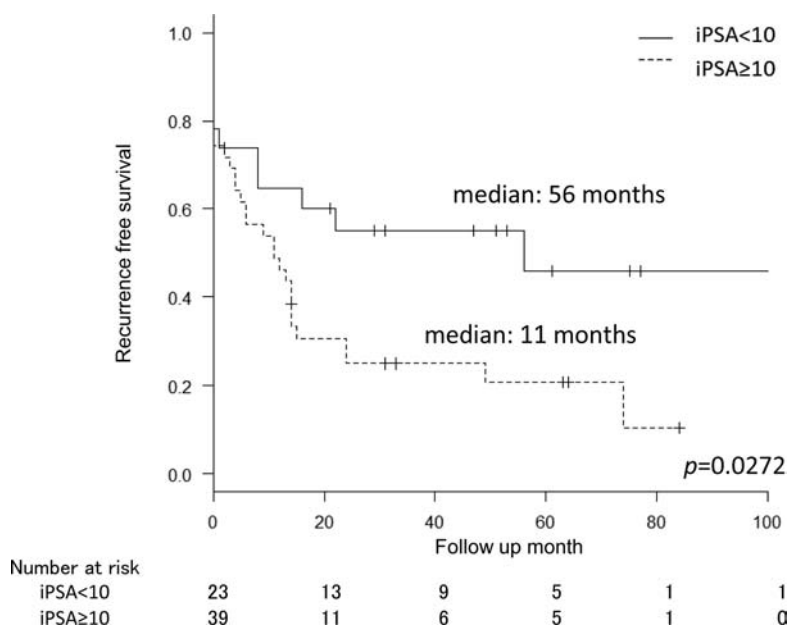 iPSA<10
iPSA≥10
1.0
0.8
0.6
0.4
0.2
0.0
Recurrence free survival
median: 56 months
median: 11 months
p=0.0272
0 20 40 60 80 100
Follow up month
Number at risk
iPSA<10 23 13 9 5 1 1
iPSA≥10 39 11 6 5 1 0